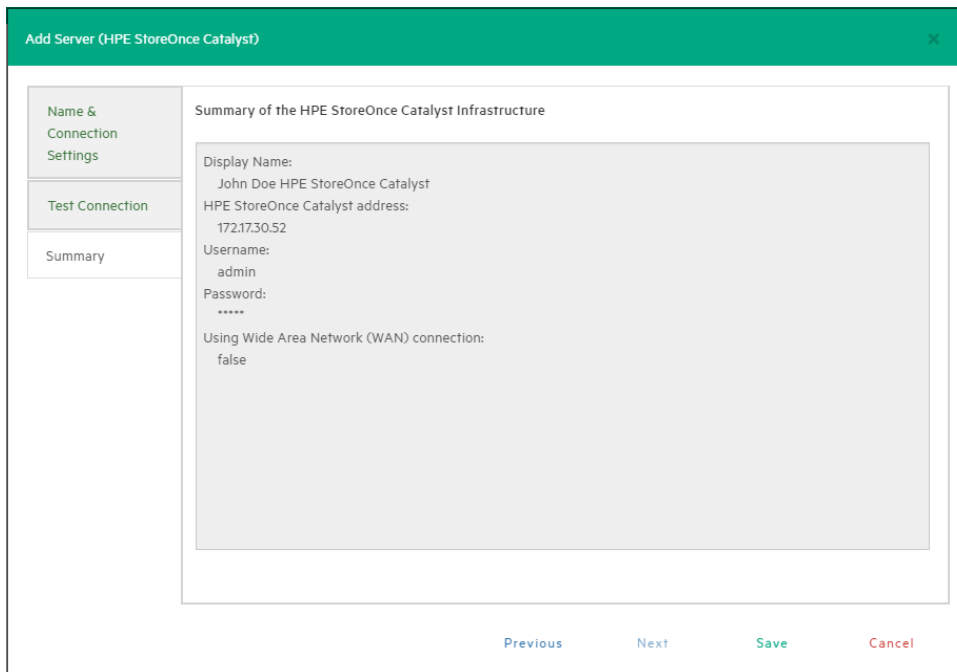 Add Server (HPE StoreOnce Catalyst)
×
Name &
Connection
Settings
Test Connection
Summary
Summary of the HPE StoreOnce Catalyst Infrastructure
Display Name:
John Doe HPE StoreOnce Catalyst
HPE StoreOnce Catalyst address:
172.17.30.52
Username:
admin
Password:
*****
Using Wide Area Network (WAN) connection:
false
Previous
Next
Save
Cancel